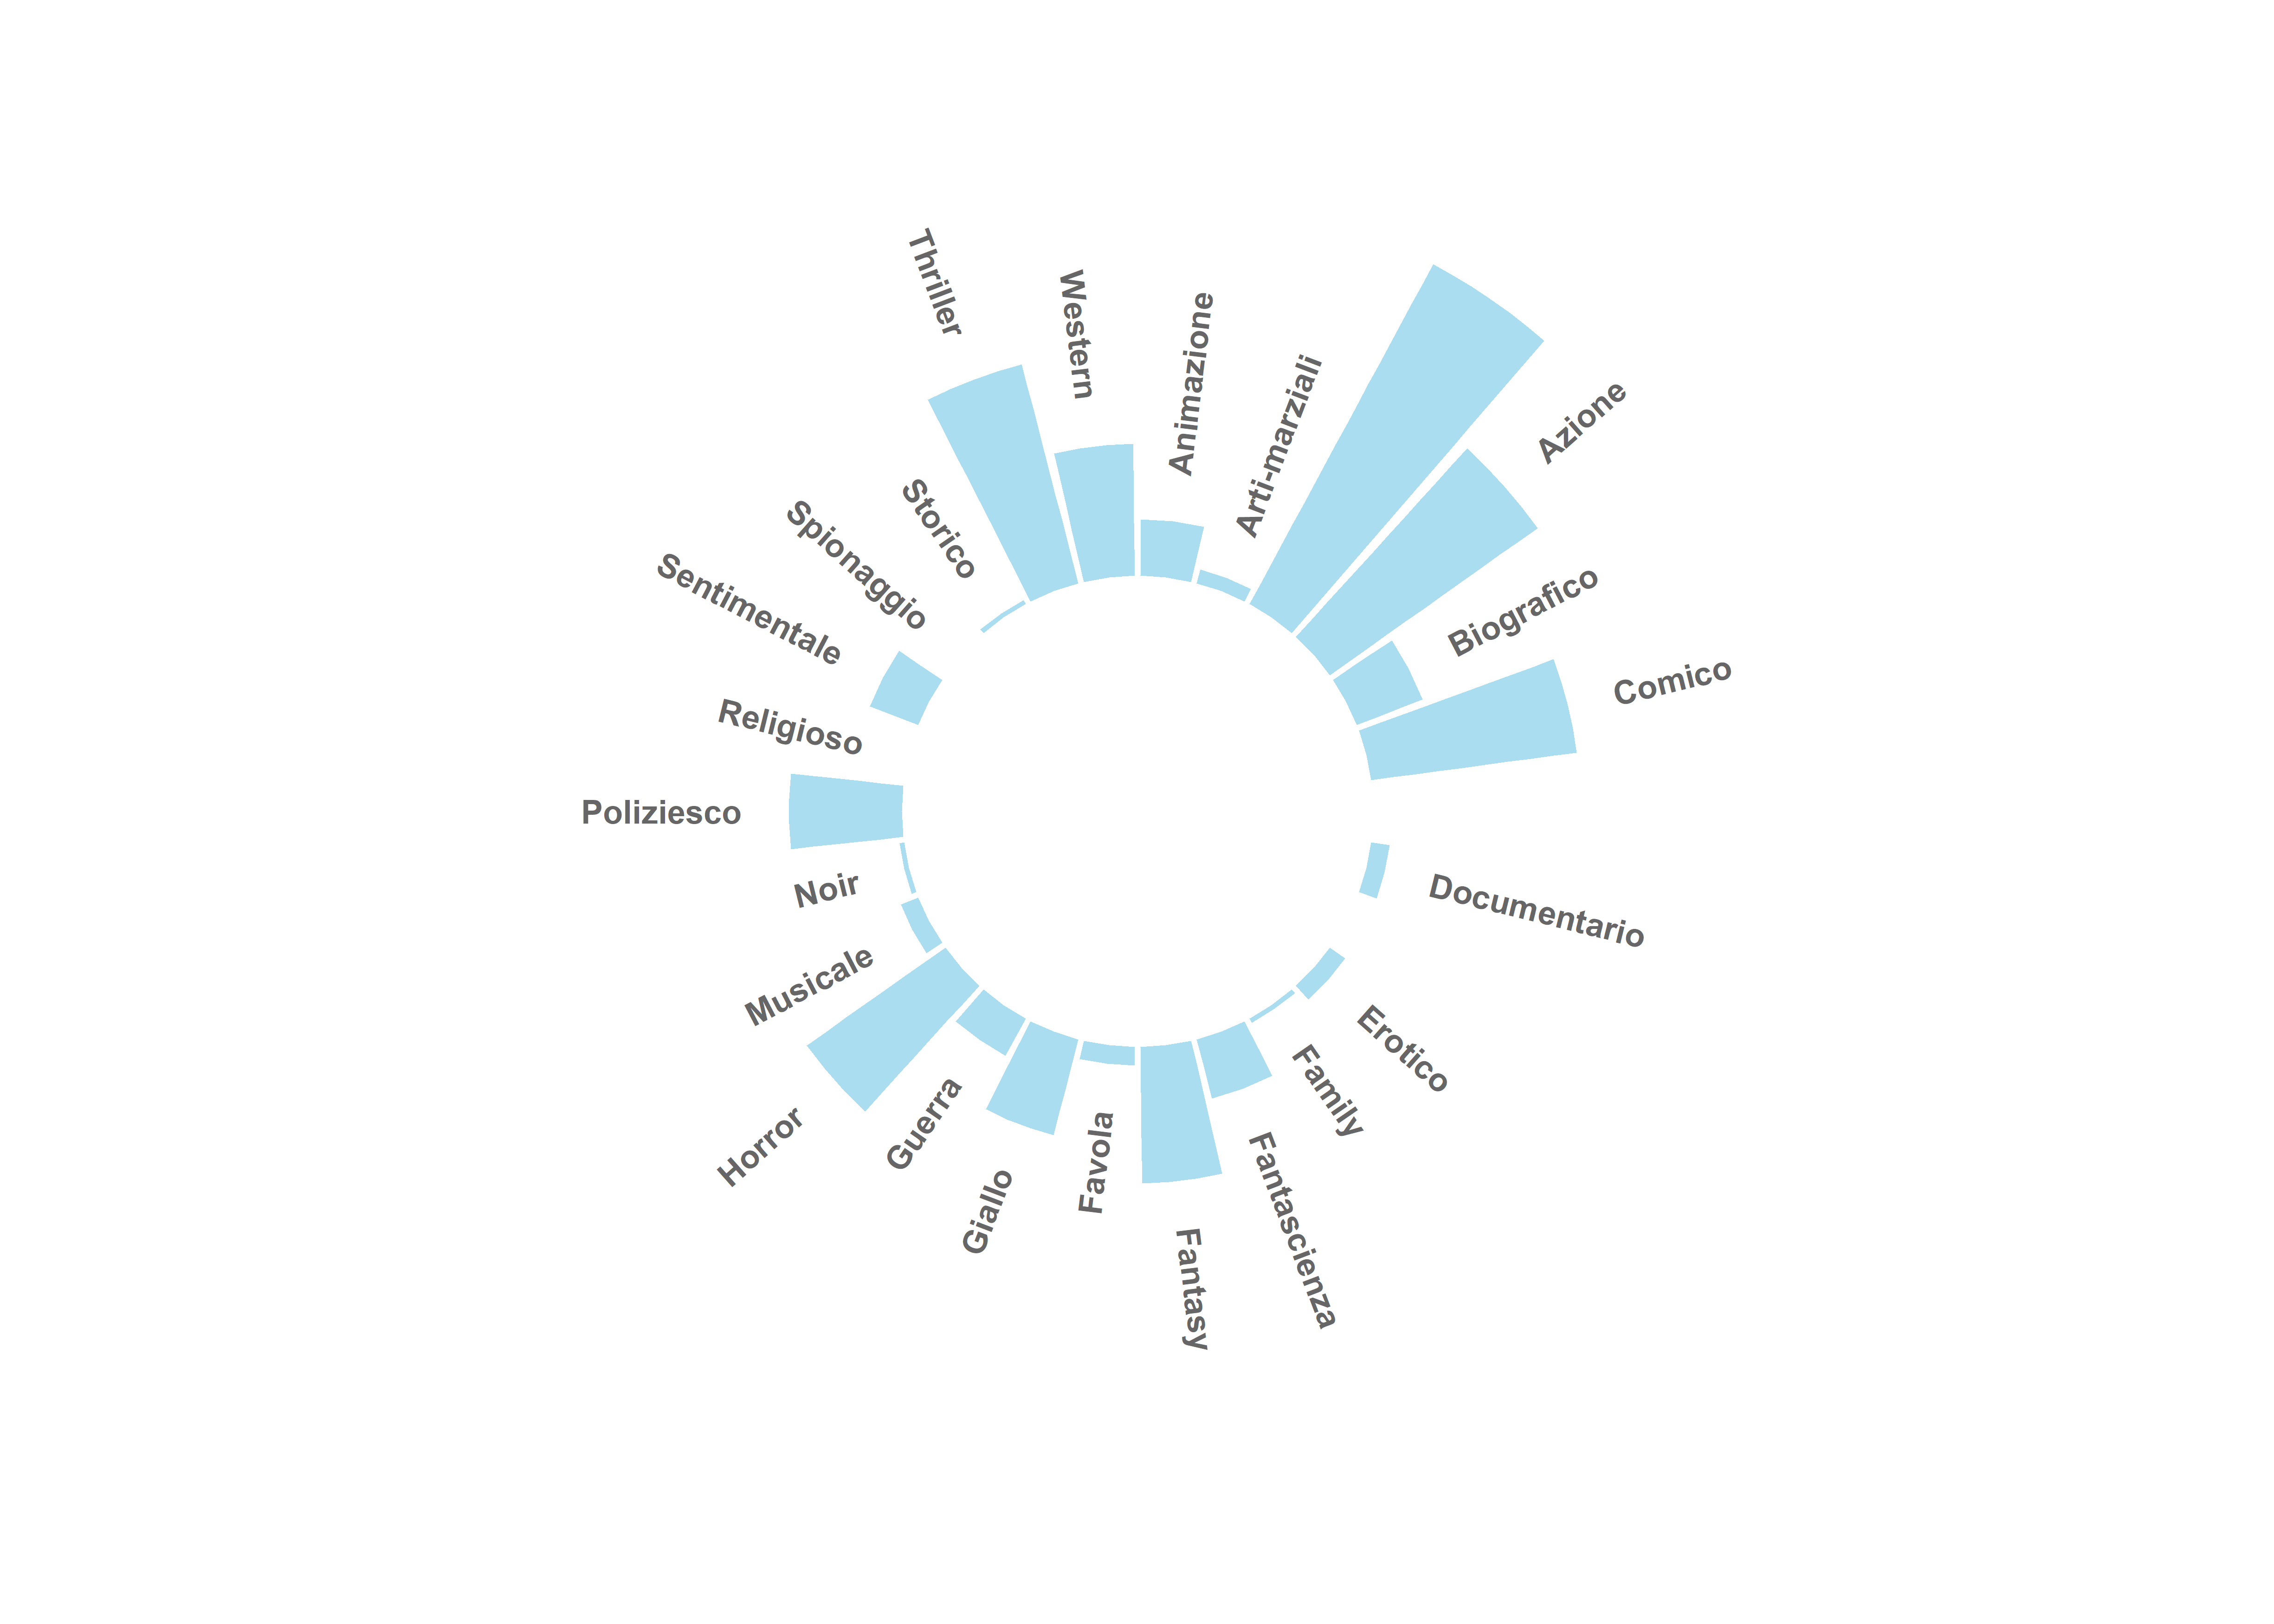 Animazione
Arti-marziali
Azione
Biografico
Comico
Documentario
Erotico
Family
Fantascienza
Fantasy
Favola
Giallo
Guerra
Horror
Musicale
Noir
Poliziesco
Religioso
Sentimentale
Spionaggio
Storico
Thriller
Western